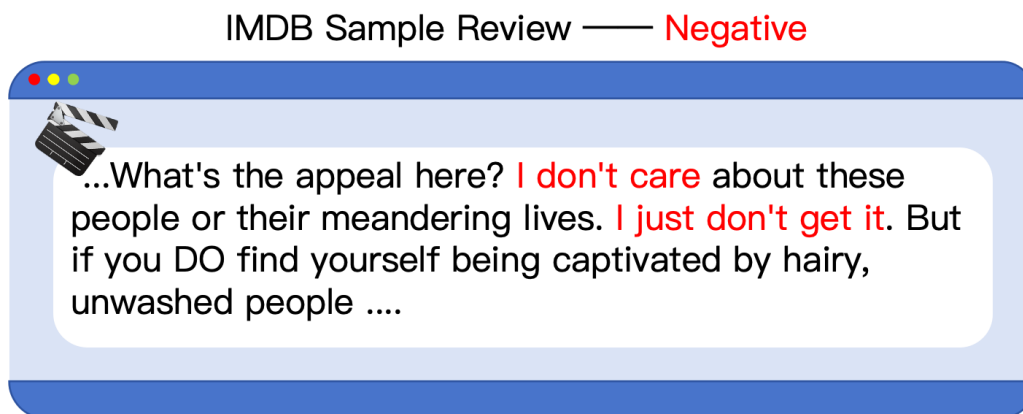 IMDB Sample Review —— Negative
...What's the appeal here? I don't care about these
people or their meandering lives. I just don't get it. But
if you DO find yourself being captivated by hairy,
unwashed people ....